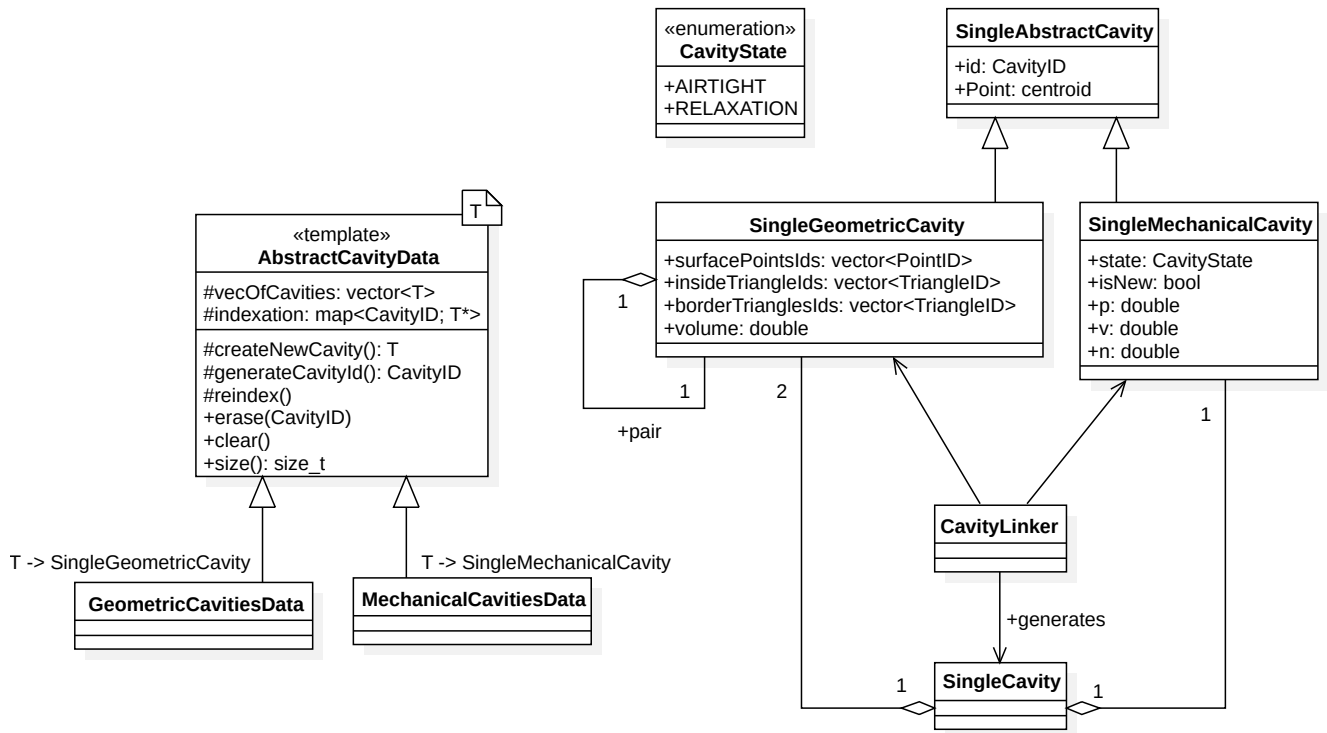 «enumeration»
CavityState
+AIRTIGHT
+RELAXATION
SingleAbstractCavity
+id: CavityID
+Point: centroid
T
«template»
AbstractCavityData
#vecOfCavities: vector<T>
#indexation: map<CavityID; T*>
#createNewCavity(): T
#generateCavityId(): CavityID
#reindex()
+erase(CavityID)
+clear()
+size(): size_t
SingleGeometricCavity
+surfacePointsIds: vector<PointID>
+insideTriangleIds: vector<TriangleID>
+borderTrianglesIds: vector<TriangleID>
+volume: double
SingleMechanicalCavity
+state: CavityState
+isNew: bool
+p: double
+v: double
+n: double
1
1
+pair
2
1
T -> SingleGeometricCavity
GeometricCavitiesData
T -> SingleMechanicalCavity
MechanicalCavitiesData
CavityLinker
+generates
SingleCavity
1
1